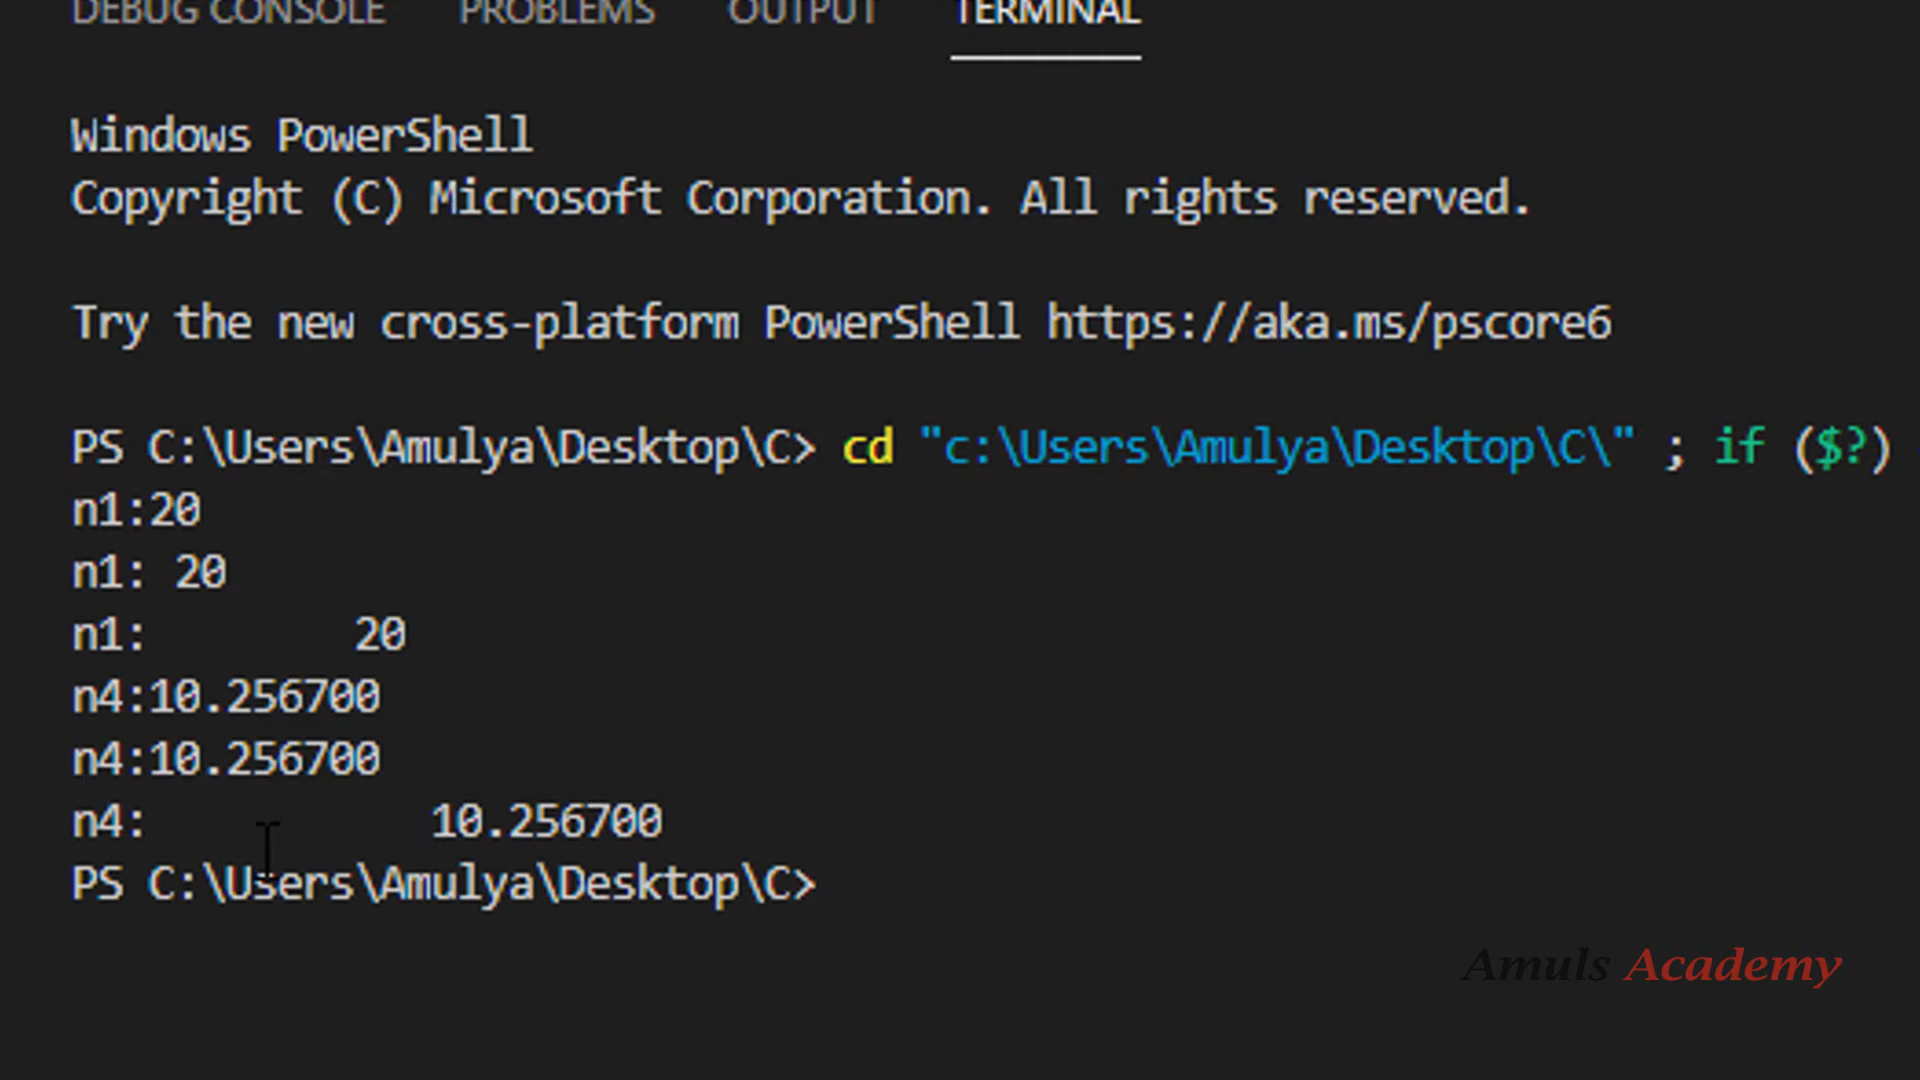 DEBUG CONSOLE PROBLEMS OUTPUT TERMINAL
Windows PowerShell
Copyright (C) Microsoft Corporation. All rights reserved.
Try the new cross-platform PowerShell https://aka.ms/pscore6
PS C:\Users\Amulya\Desktop\C> cd "c:\Users\Amulya\Desktop\C\" ; if ($?)
n1:20
n1: 20
n1:        20
n4:10.256700
n4:10.256700
n4:           10.256700
PS C:\Users\Amulya\Desktop\C>
Amuls Academy